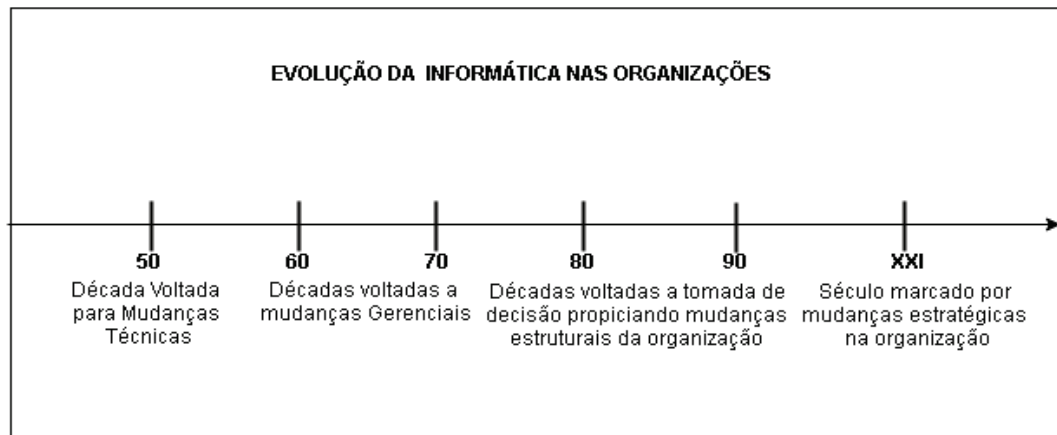 EVOLUÇÃO DA INFORMÁTICA NAS ORGANIZAÇÕES
50
60
70
80
90
XXI
Década Voltada
para Mudanças
Técnicas
Décadas voltadas a
mudanças Gerenciais
Décadas voltadas a tomada de
decisão propiciando mudanças
estruturais da organização
Século marcado por
mudanças estratégicas
na organização